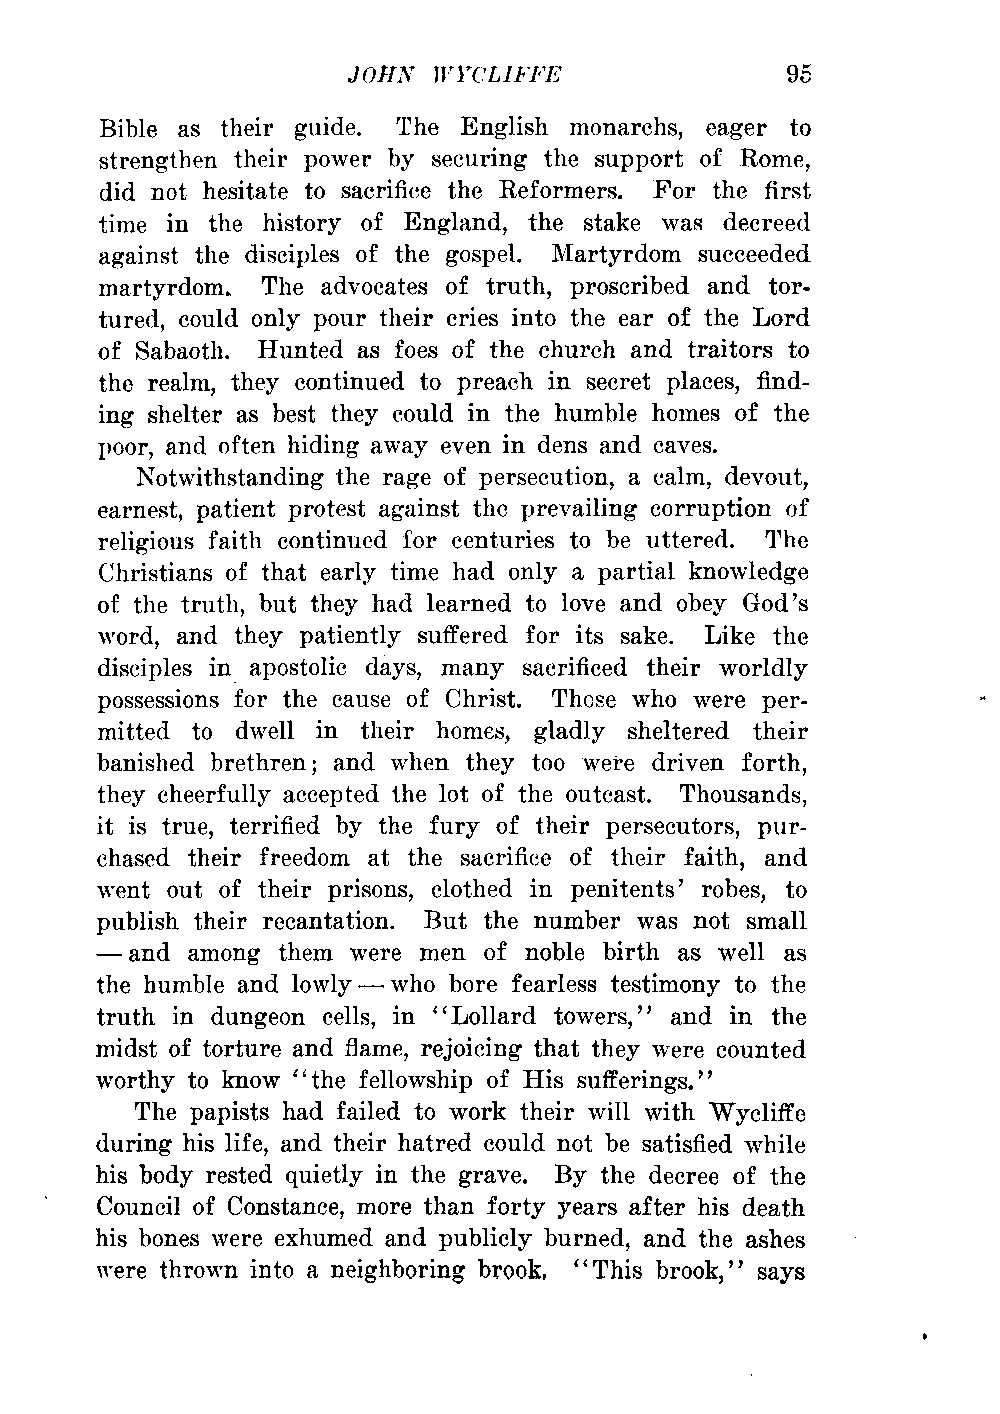 JOHN WYCLIFFE 95
Bible as their guide. The English monarchs, eager to
strengthen their power by securing the support of Rome,
did not hesitate to sacrifice the Reformers. For the first
time in the history of England, the stake was decreed
against the disciples of the gospel. Martyrdom succeeded
martyrdom. The advocates of truth, proscribed and tor-
tured, could only pour their cries into the ear of the Lord
of Sabaoth. Hunted as foes of the church and traitors to
the realm, they continued to preach in secret places, find-
ing shelter as best they could in the humble homes of the
poor, and often hiding away even in dens and caves.
Notwithstanding the rage of persecution, a calm, devout,
earnest, patient protest against the prevailing corruption of
religious faith continued for centuries to be uttered. The
Christians of that early time had only a partial knowledge
of the truth, but they had learned to love and obey God's
word, and they patiently suffered for its sake. Like the
disciples in apostolic days, many sacrificed their worldly
possessions for the cause of Christ. Those who were per-
mitted to dwell in their homes, gladly sheltered their
banished brethren; and when they too were driven forth,
they cheerfully accepted the lot of the outcast. Thousands,
it is true, terrified by the fury of their persecutors, pur-
chased their freedom at the sacrifice of their faith, and
went out of their prisons, clothed in penitents' robes, to
publish their recantation. But the number was not small
— and among them were men of noble birth as well as
the humble and lowly — who bore fearless testimony to the
truth in dungeon cells, in "Lollard towers," and in the
midst of torture and flame, rejoicing that they were counted
worthy to know "the fellowship of His sufferings."
The papists had failed to work their will with Wycliffe
during his life, and their hatred could not be satisfied while
his body rested quietly in the grave. By the decree of the
Council of Constance, more than forty years after his death
his bones were exhumed and publicly burned, and the ashes
were thrown into a neighboring brook. "This brook," says